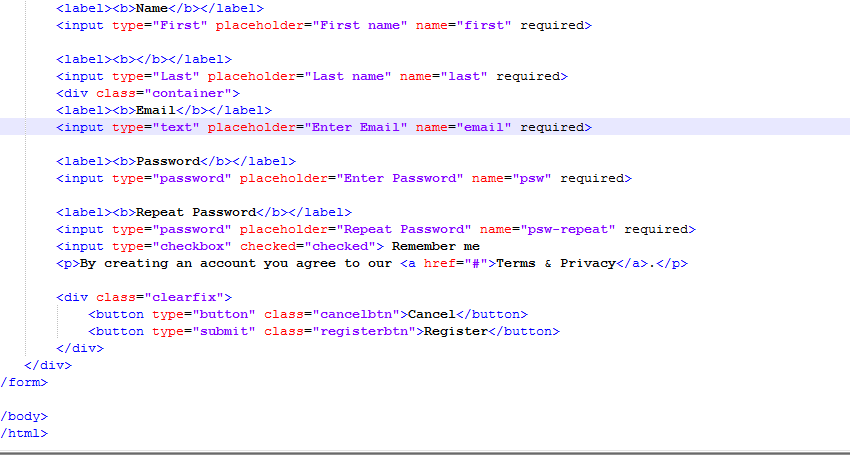 <label><b>Name</b></label>
<input type="First" placeholder="First name" name="first" required>
<label><b></b></label>
<input type="Last" placeholder="Last name" name="last" required>
<div class="container">
<label><b>Email</b></label>
<input type="text" placeholder="Enter Email" name="email" required>
<label><b>Password</b></label>
<input type="password" placeholder="Enter Password" name="psw" required>
<label><b>Repeat Password</b></label>
<input type="password" placeholder="Repeat Password" name="psw-repeat" required>
<input type="checkbox" checked="checked"> Remember me
<p>By creating an account you agree to our <a href="#">Terms & Privacy</a>.</p>
<div class="clearfix">
<button type="button" class="cancelbtn">Cancel</button>
<button type="submit" class="registerbtn">Register</button>
</div>
</div>
/form>
/body>
/html>